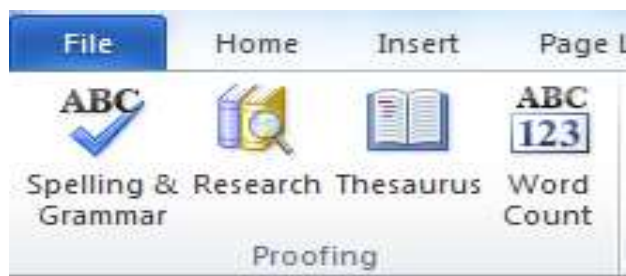 File Home Insert Page L
ABC ABC
123
Spelling & Research Thesaurus Word
Grammar Count
Proofing